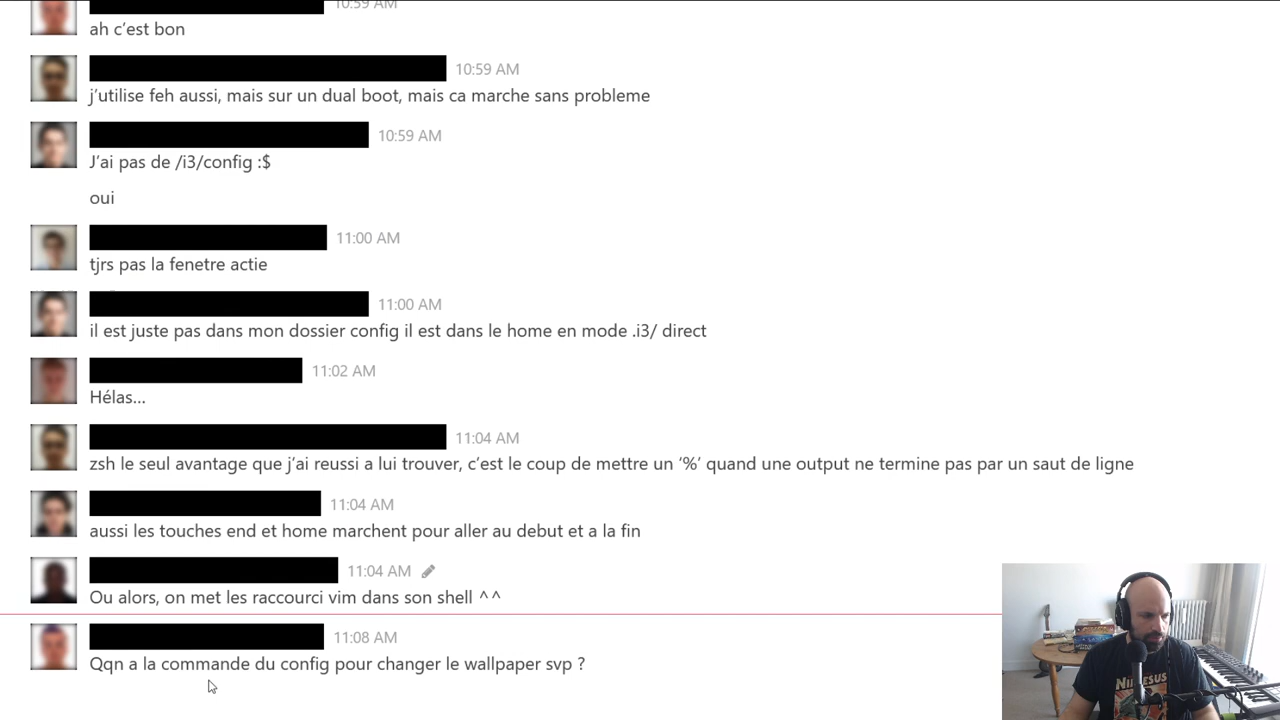 10:59 AM
ah c'est bon
10:59 AM
j'utilise feh aussi, mais sur un dual boot, mais ca marche sans probleme
10:59 AM
J'ai pas de /i3/config :$
oui
11:00 AM
tjrs pas la fenetre actie
11:00 AM
il est juste pas dans mon dossier config il est dans le home en mode .i3/ direct
11:02 AM
Hélas...
11:04 AM
zsh le seul avantage que j'ai reussi a lui trouver, c'est le coup de mettre un '%' quand une output ne termine pas par un saut de ligne
11:04 AM
aussi les touches end et home marchent pour aller au debut et a la fin
11:04 AM
Ou alors, on met les raccourci vim dans son shell ^^
11:08 AM
Qqn a la commande du config pour changer le wallpaper svp ?